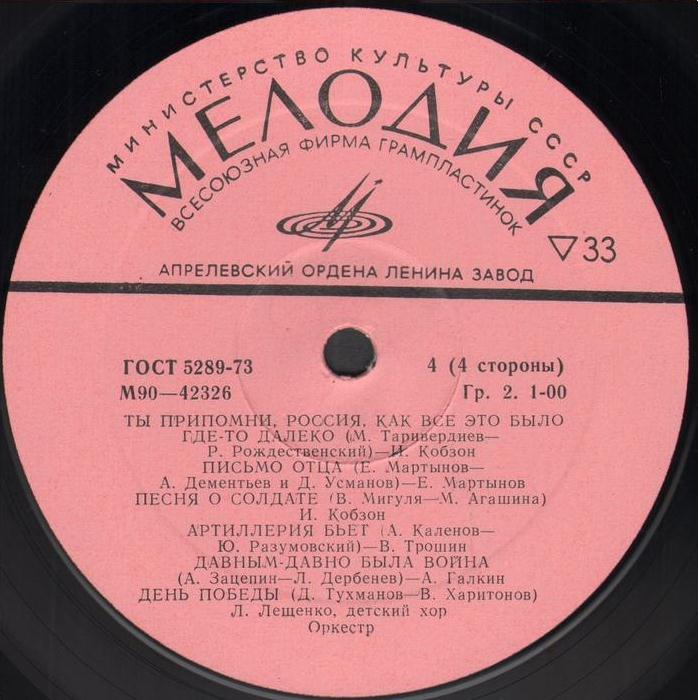 МИНИСТЕРСТВО КУЛЬТУРЫ СССР
МЕЛОДИЯ
ВСЕСОЮЗНАЯ ФИРМА ГРАМПЛАСТИНОК
▽33
АПРЕЛЕВСКИЙ ОРДЕНА ЛЕНИНА ЗАВОД
ГОСТ 5289-73 4 (4 стороны)
М90—42326 Гр. 2. 1-00
ТЫ ПРИПОМНИ, РОССИЯ, КАК ВСЕ ЭТО БЫЛО
ГДЕ-ТО ДАЛЕКО (М. Таривердиев—
Р. Рождественский)—И. Кобзон
ПИСЬМО ОТЦА (Е. Мартынов—
А. Дементьев и Д. Усманов)—Е. Мартынов
ПЕСНЯ О СОЛДАТЕ (В. Мигуля—М. Агашина)
И. Кобзон
АРТИЛЛЕРИЯ БЬЕТ (А. Каленов—
Ю. Разумовский)—В. Трошин
ДАВНЫМ-ДАВНО БЫЛА ВОЙНА
(А. Зацепин—Л. Дербенев)—А. Галкин
ДЕНЬ ПОБЕДЫ (Д. Тухманов—В. Харитонов)
Л. Лещенко, детский хор
Оркестр